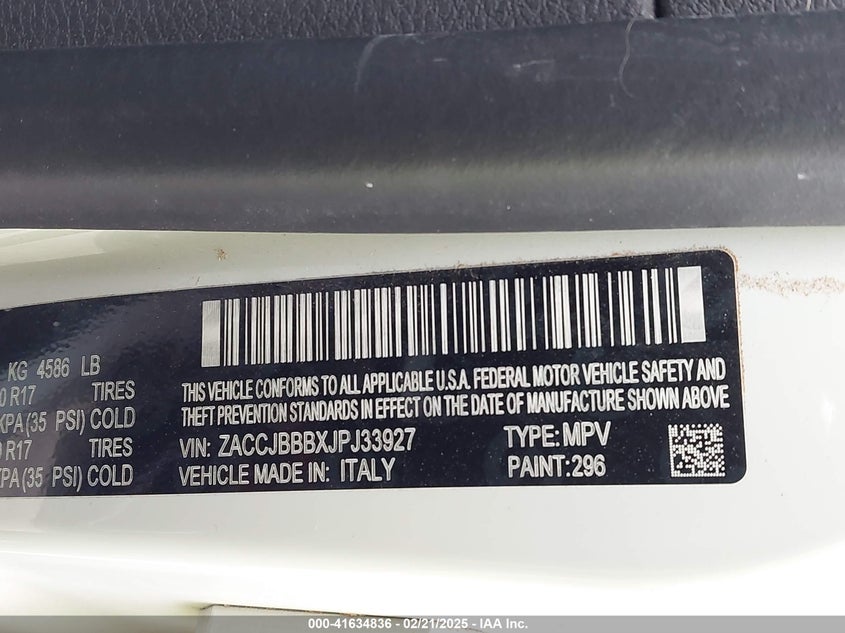 KG 4586 LB
0 R17 TIRES
KPA (35 PSI) COLD
R17 TIRES
KPA (35 PSI) COLD
THIS VEHICLE CONFORMS TO ALL APPLICABLE U.S.A. FEDERAL MOTOR VEHICLE SAFETY AND
THEFT PREVENTION STANDARDS IN EFFECT ON THE DATE OF MANUFACTURE SHOWN ABOVE
VIN: ZACCJBBBXJPJ33927 TYPE: MPV
VEHICLE MADE IN: ITALY PAINT: 296
000-41634836 - 02/21/2025 - IAA Inc.